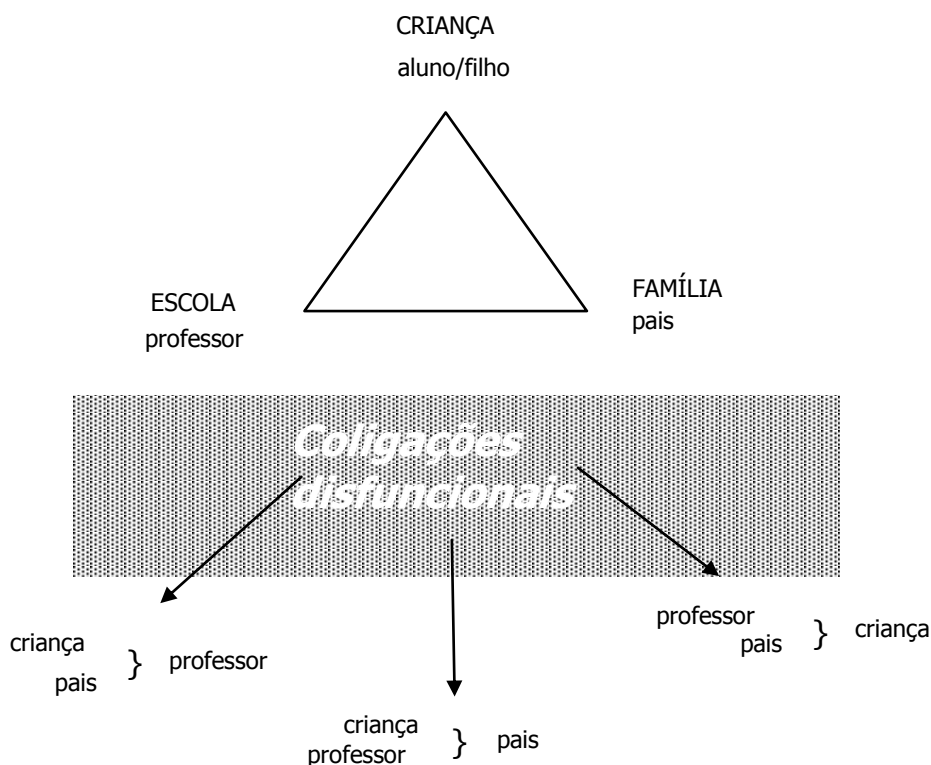 CRIANÇA
aluno/filho
ESCOLA
professor
FAMÍLIA
pais
Coligações
disfuncionais
criança
pais
} professor
criança
professor
} pais
professor
pais
} criança